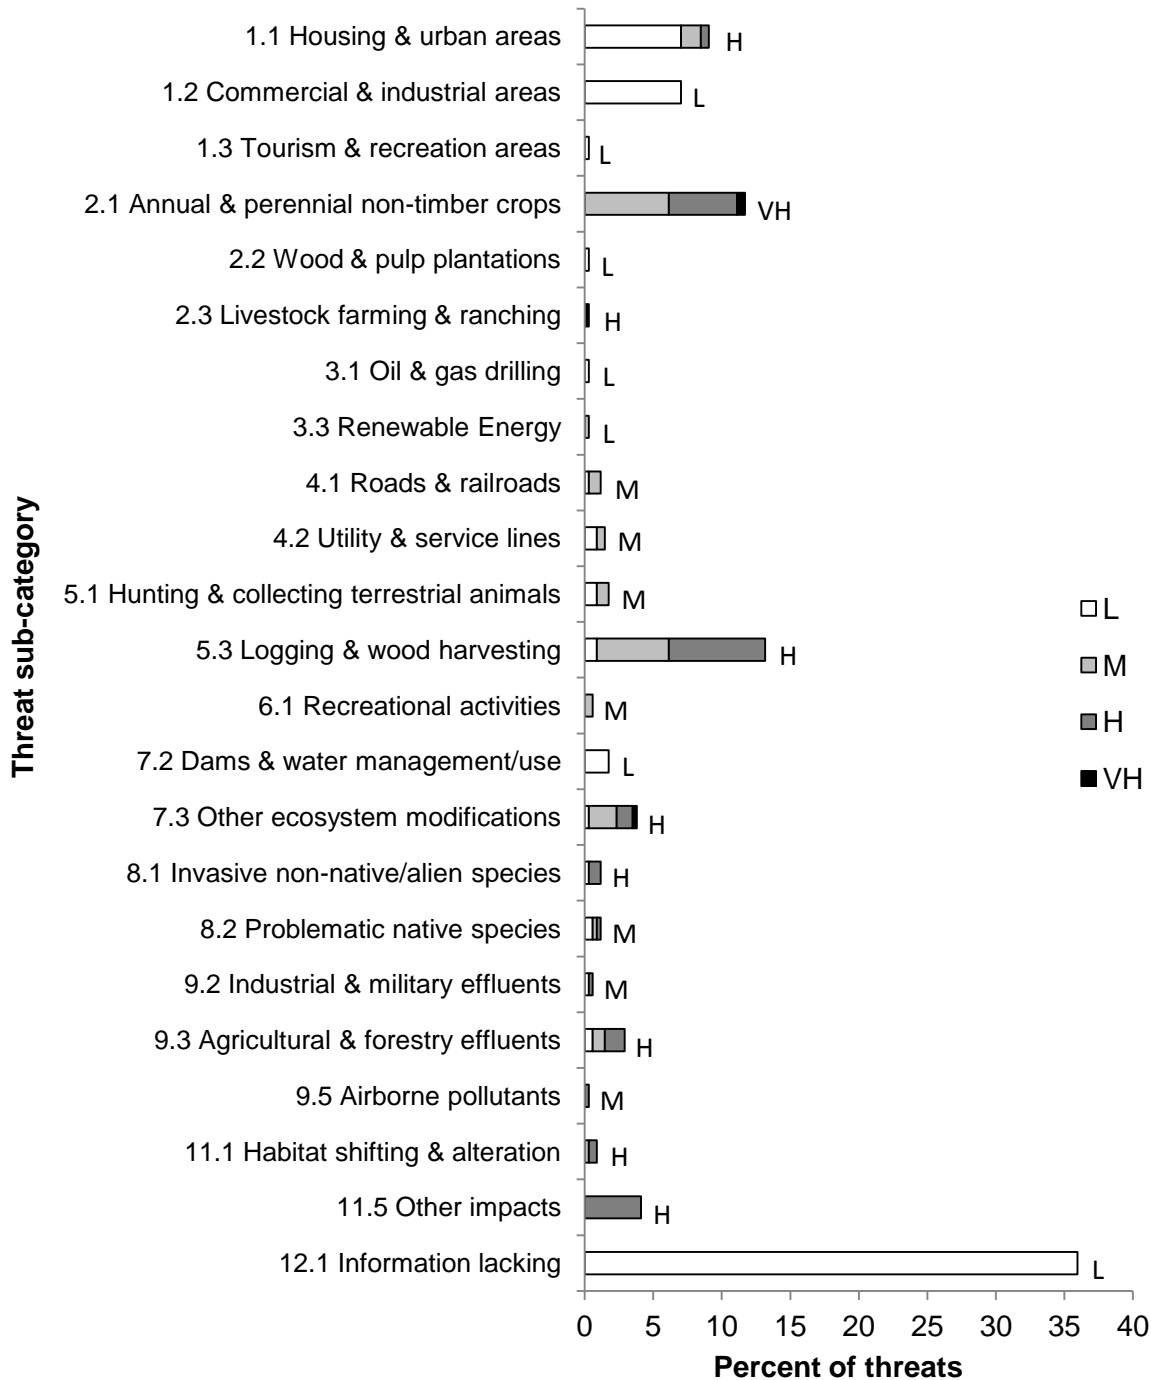 1.1 Housing & urban areas H
1.2 Commercial & industrial areas L
1.3 Tourism & recreation areas L
2.1 Annual & perennial non-timber crops VH
2.2 Wood & pulp plantations L
2.3 Livestock farming & ranching H
3.1 Oil & gas drilling L
3.3 Renewable Energy L
4.1 Roads & railroads M
4.2 Utility & service lines M
5.1 Hunting & collecting terrestrial animals M
5.3 Logging & wood harvesting H
6.1 Recreational activities M
7.2 Dams & water management/use L
7.3 Other ecosystem modifications H
8.1 Invasive non-native/alien species H
8.2 Problematic native species M
9.2 Industrial & military effluents M
9.3 Agricultural & forestry effluents H
9.5 Airborne pollutants M
11.1 Habitat shifting & alteration H
11.5 Other impacts H
12.1 Information lacking L
Threat sub-category
L
M
H
VH
0 5 10 15 20 25 30 35 40
Percent of threats